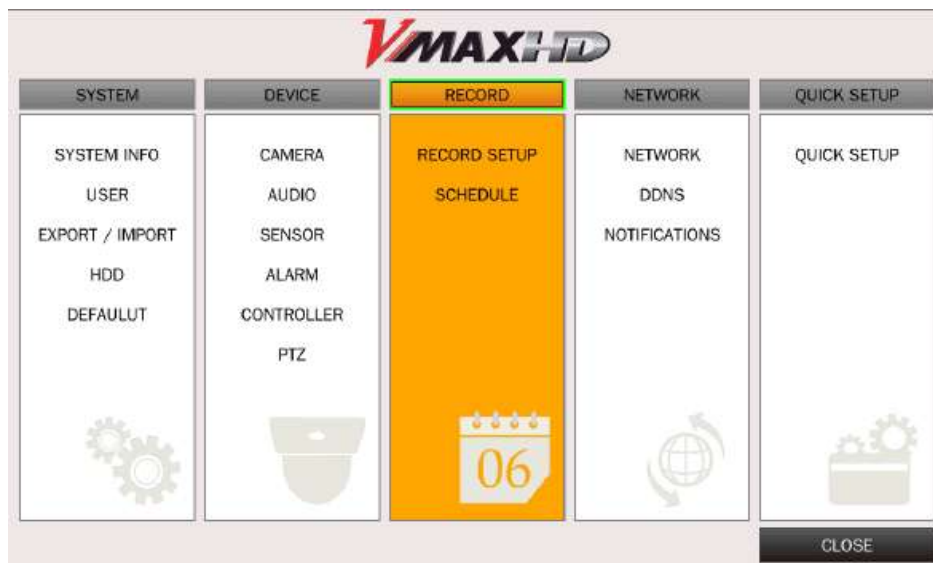 VMAXHD
SYSTEM
DEVICE
RECORD
NETWORK
QUICK SETUP
SYSTEM INFO
USER
EXPORT / IMPORT
HDD
DEFAULUT
CAMERA
AUDIO
SENSOR
ALARM
CONTROLLER
PTZ
RECORD SETUP
SCHEDULE
06
NETWORK
DDNS
NOTIFICATIONS
QUICK SETUP
CLOSE